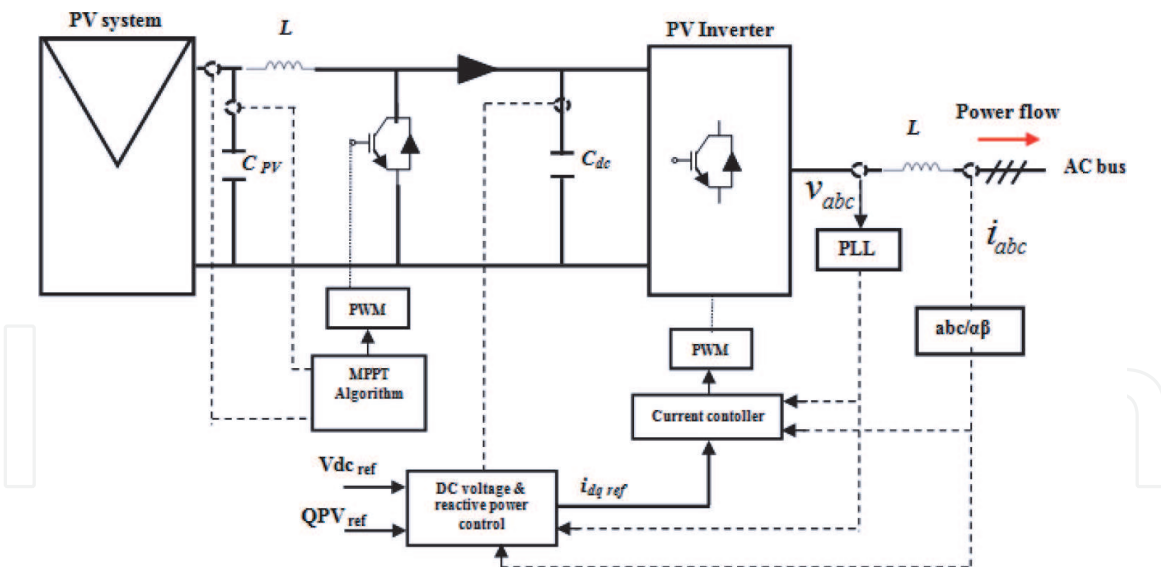 PV system
L
PV Inverter
C PV
C dc
Power flow
L
AC bus
v abc
i abc
PLL
abc/αβ
PWM
PWM
MPPT
Algorithm
Current contoller
Vdc ref
QPV ref
DC voltage &
reactive power
control
i dq ref